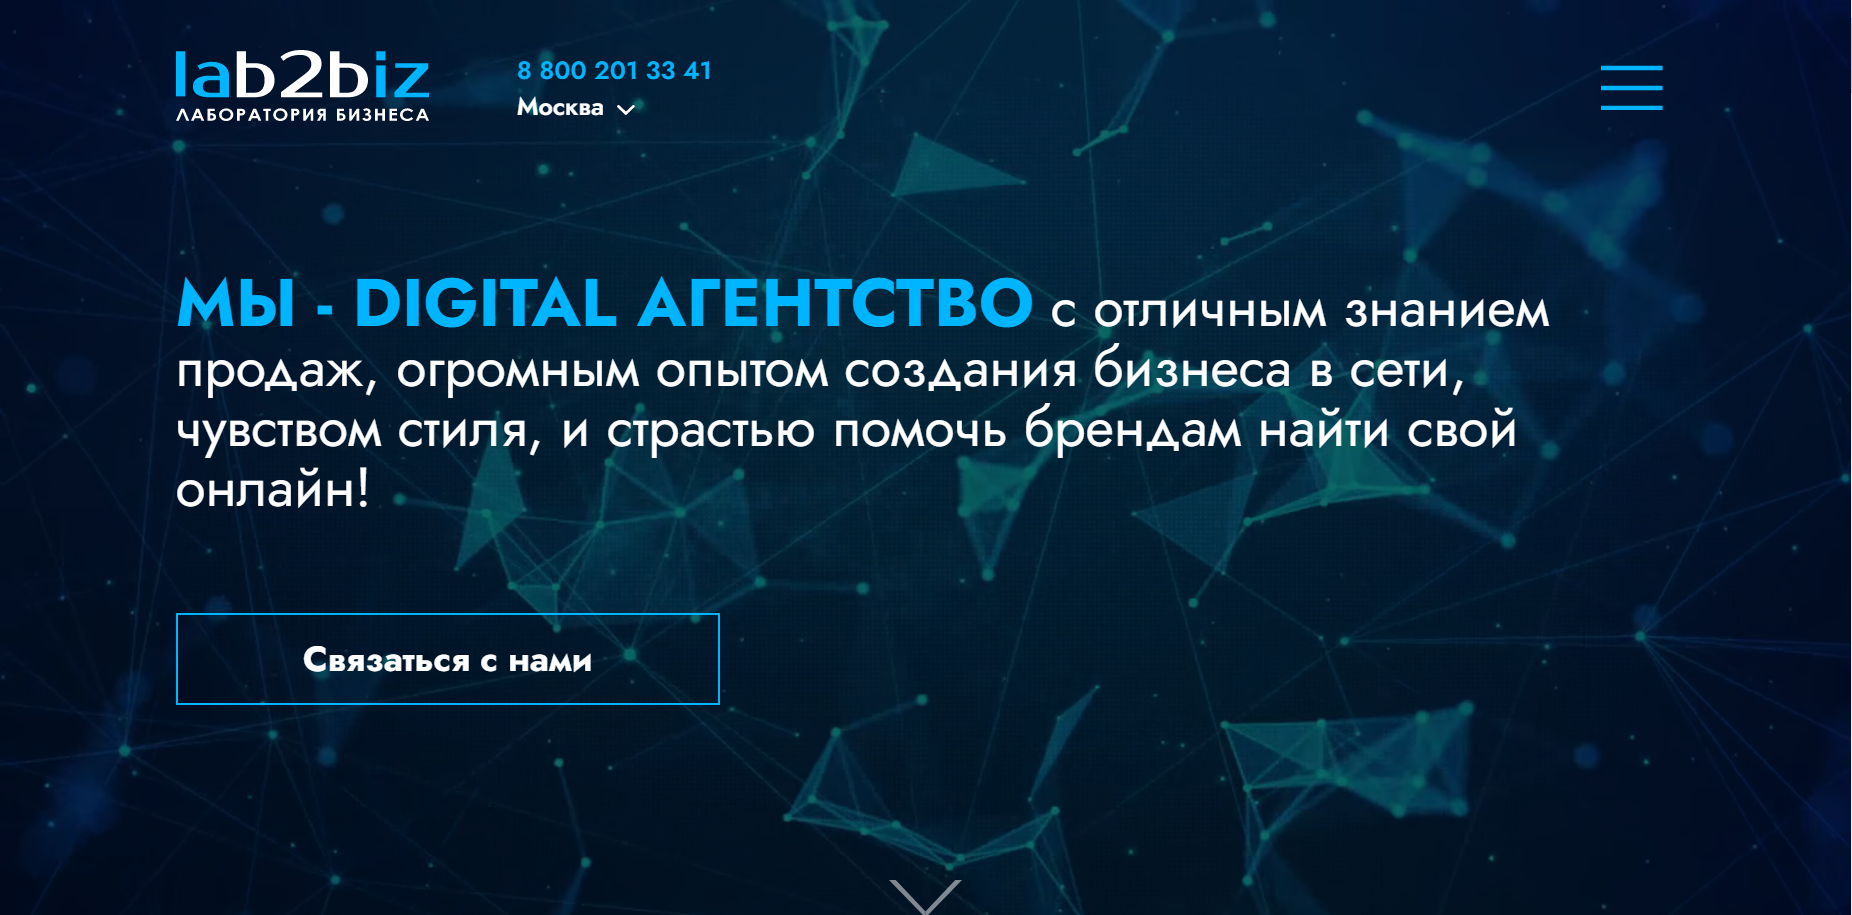 lab2biz
ЛАБОРАТОРИЯ БИЗНЕСА
8 800 201 33 41
Москва
МЫ - DIGITAL АГЕНТСТВО с отличным знанием
продаж, огромным опытом создания бизнеса в сети,
чувством стиля, и страстью помочь брендам найти свой
онлайн!
Связаться с нами